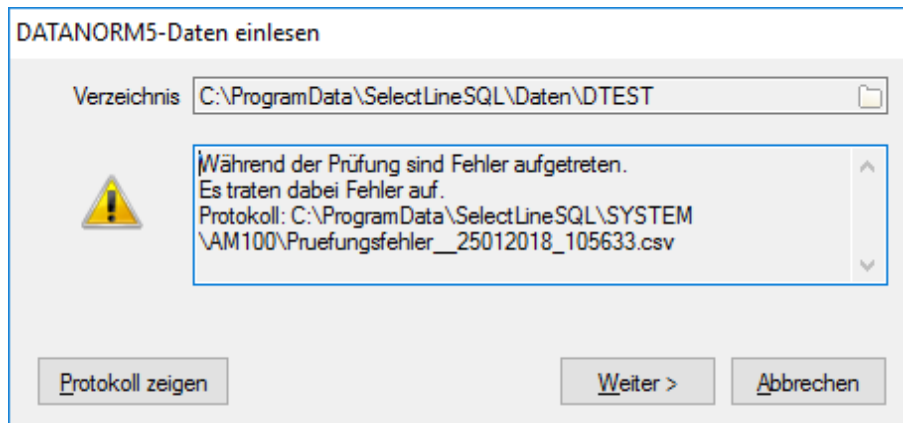 DATANORM5-Daten einlesen
Verzeichnis C:\ProgramData\SelectLineSQL\Daten\DTEST
Während der Prüfung sind Fehler aufgetreten.
Es traten dabei Fehler auf.
Protokoll: C:\ProgramData\SelectLineSQL\SYSTEM
\AM100\Pruefungsfehler__25012018_105633.csv
Protokoll zeigen Weiter > Abbrechen